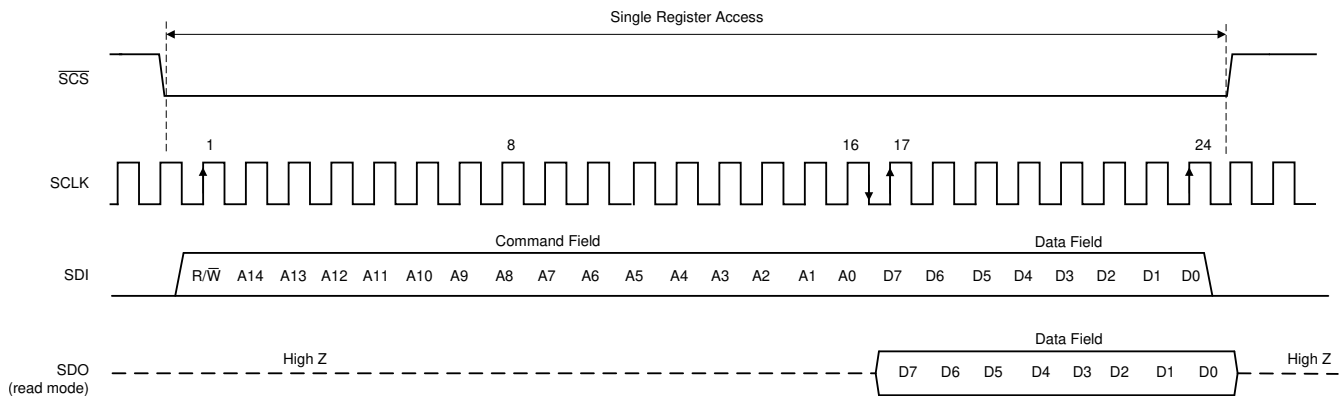 Single Register Access
S̅C̅S̅
1 8 16 17 24
SCLK
Command Field Data Field
SDI R/W̅ A14 A13 A12 A11 A10 A9 A8 A7 A6 A5 A4 A3 A2 A1 A0 D7 D6 D5 D4 D3 D2 D1 D0
Data Field
High Z High Z
SDO D7 D6 D5 D4 D3 D2 D1 D0
(read mode)